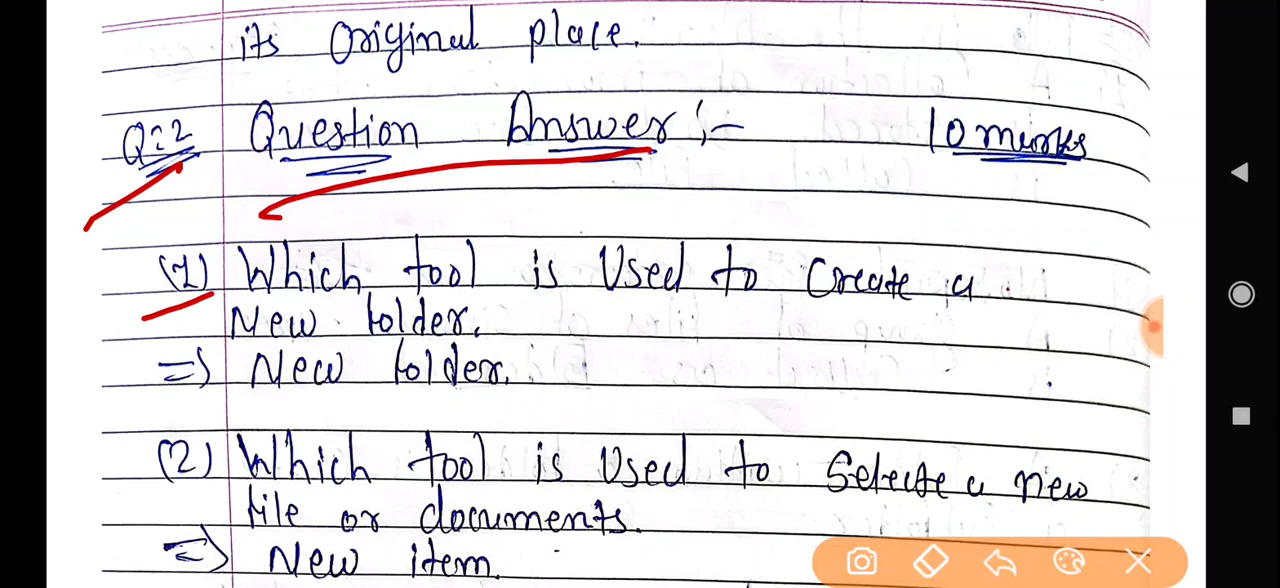 its Original place.
Q:2 Question Answer :- 10 marks
(1) Which tool is Used to Create a
New folder.
=> New folder.
(2) Which tool is Used to Selecte a new
file or documents.
=> New item.